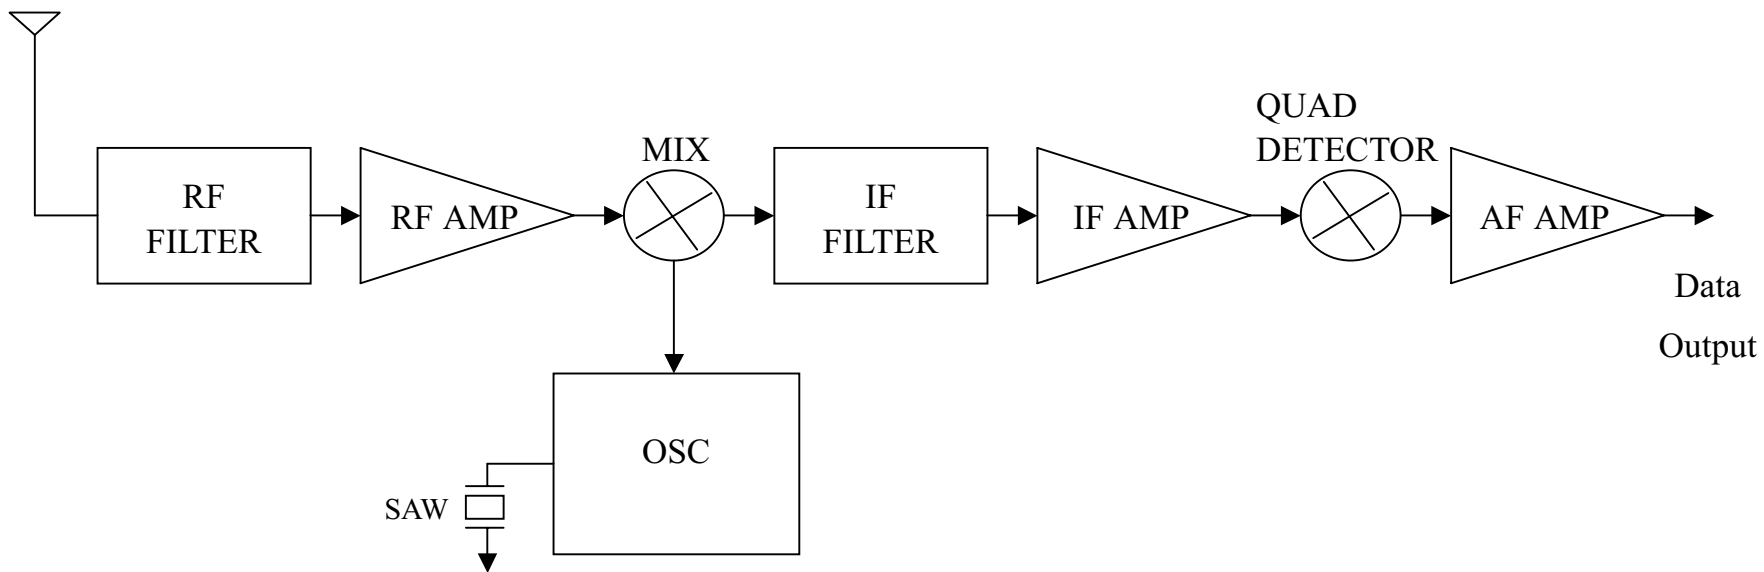 RF
FILTER
RF AMP
MIX
IF
FILTER
IF AMP
QUAD
DETECTOR
AF AMP
Data
Output
OSC
SAW